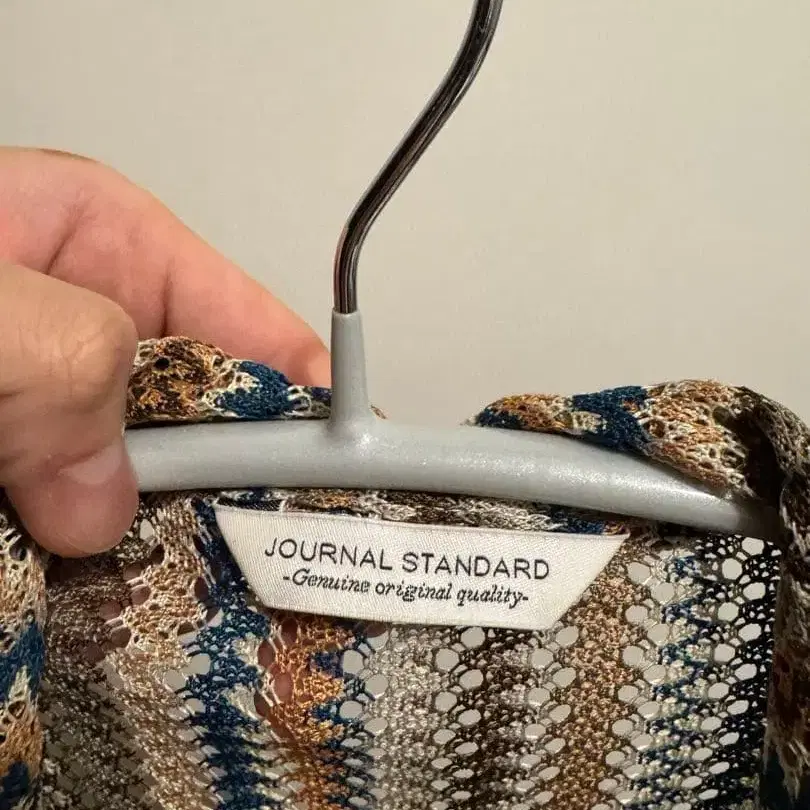 JOURNAL STANDARD
-Genuine original quality-